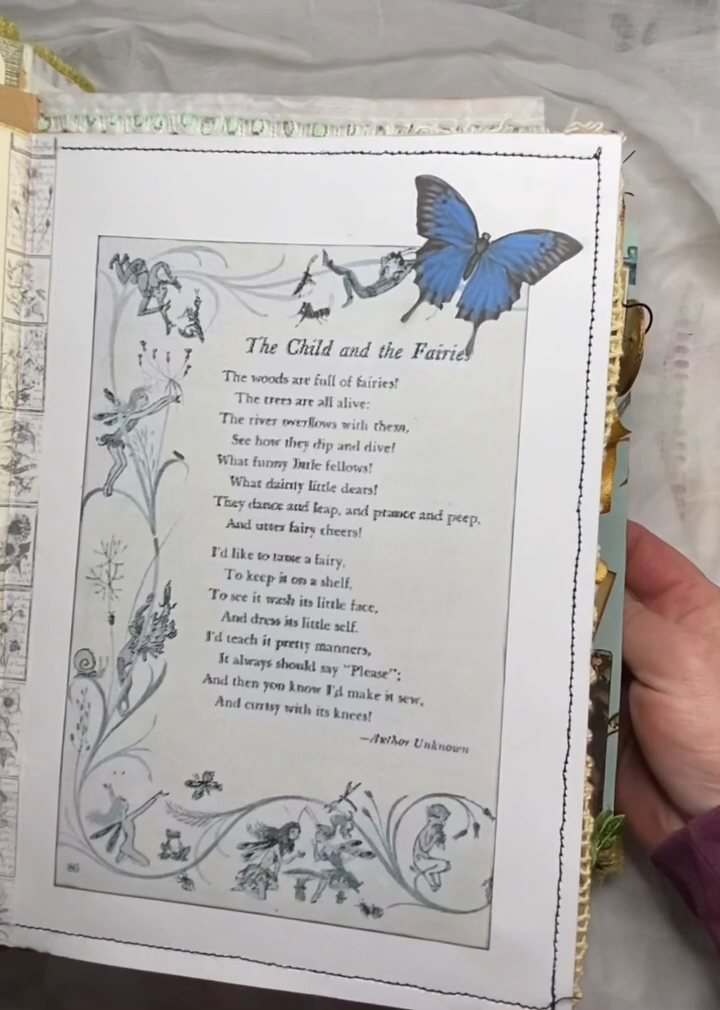 The Child and the Fairies
The woods are full of fairies!
The trees are all alive:
The river overflows with them,
See how they dip and dive!
What funny little fellows!
What dainty little dears!
They dance and leap, and prance and peep,
And utter fairy cheers!
I'd like to tame a fairy,
To keep it on a shelf,
To see it wash its little face,
And dress its little self.
I'd teach it pretty manners,
It always should say "Please";
And then you know I'd make it sew,
And curtsy with its knees!
—Author Unknown
86